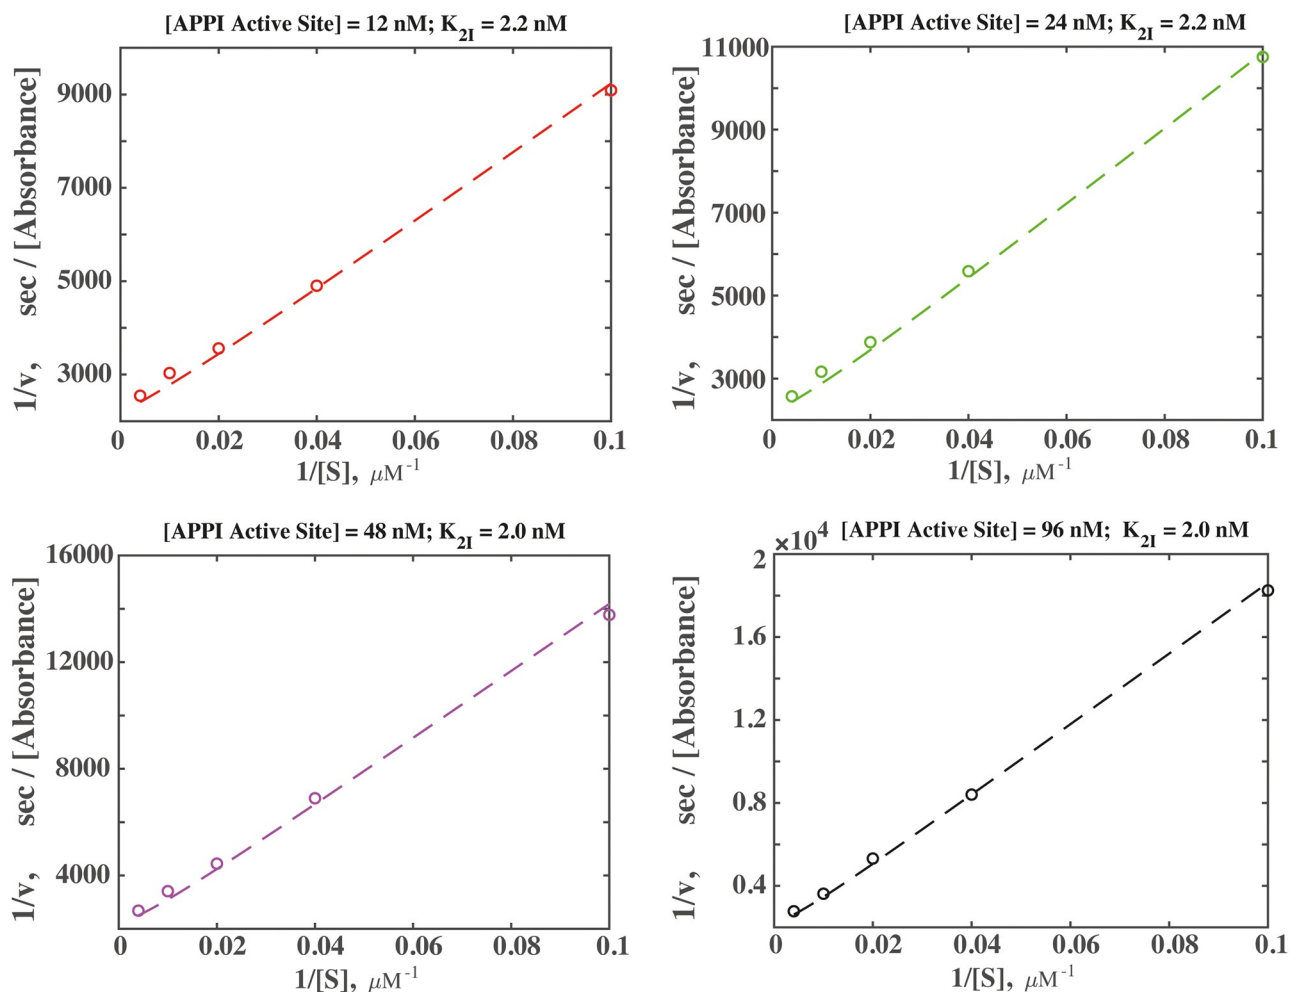 [APPI Active Site] = 12 nM; K2I = 2.2 nM
1/v, sec / [Absorbance]
9000
7000
5000
3000
0 0.02 0.04 0.06 0.08 0.1
1/[S], μM-1
[APPI Active Site] = 24 nM; K2I = 2.2 nM
1/v, sec / [Absorbance]
11000
9000
7000
5000
3000
0 0.02 0.04 0.06 0.08 0.1
1/[S], μM-1
[APPI Active Site] = 48 nM; K2I = 2.0 nM
1/v, sec / [Absorbance]
16000
12000
8000
4000
0 0.02 0.04 0.06 0.08 0.1
1/[S], μM-1
[APPI Active Site] = 96 nM; K2I = 2.0 nM
×104
1/v, sec / [Absorbance]
2
1.6
1.2
0.8
0.4
0 0.02 0.04 0.06 0.08 0.1
1/[S], μM-1